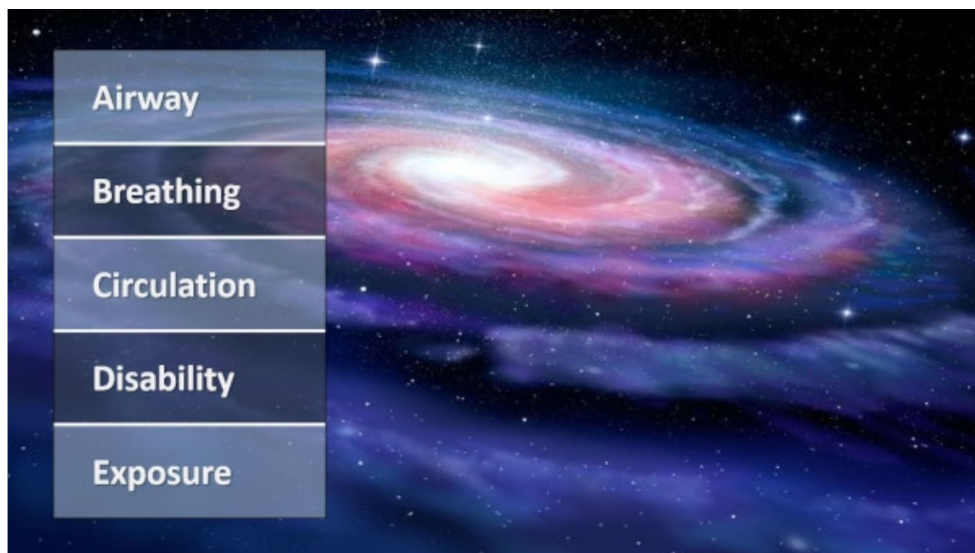 Airway
Breathing
Circulation
Disability
Exposure